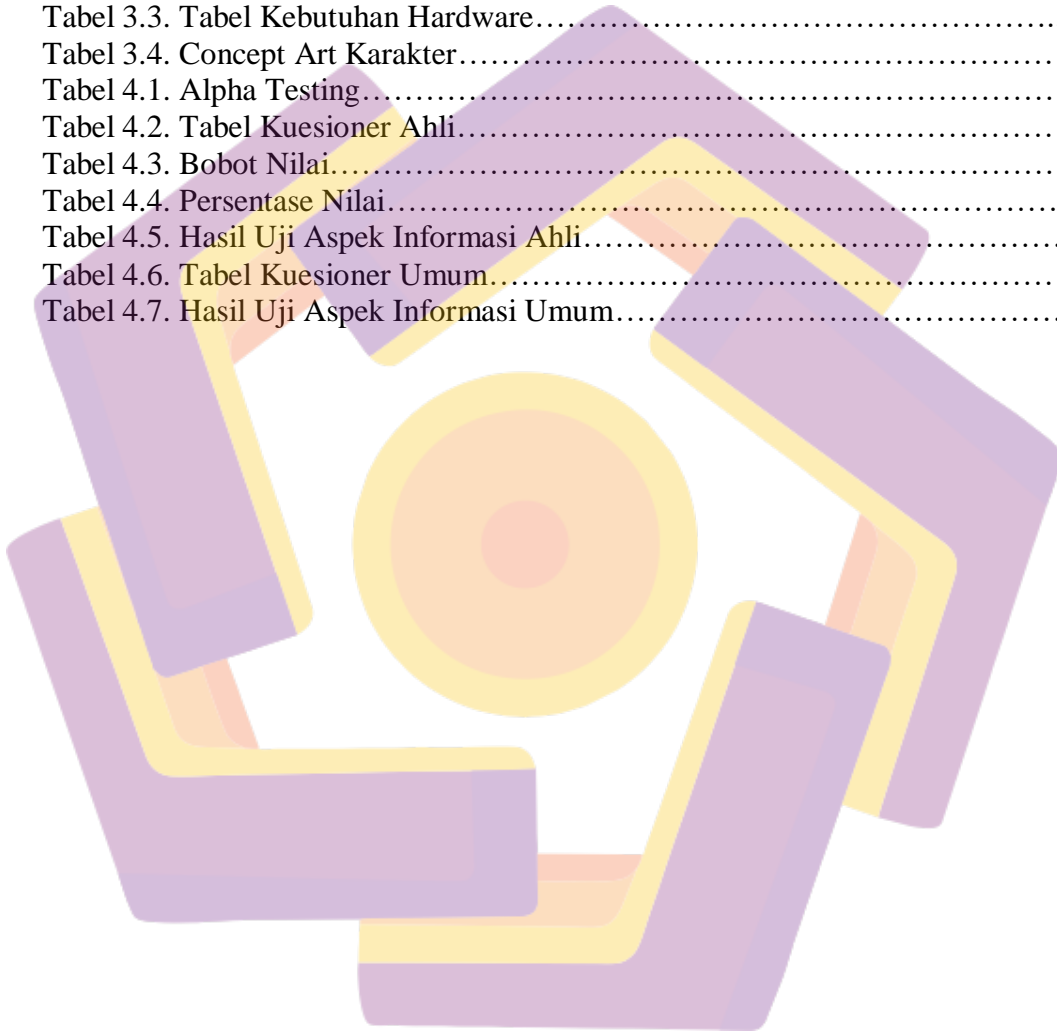 Tabel 3.3. Tabel Kebutuhan Hardware……………………………………………………
Tabel 3.4. Concept Art Karakter……………………………………………………………
Tabel 4.1. Alpha Testing………………………………………………………………………
Tabel 4.2. Tabel Kuesioner Ahli……………………………………………………………
Tabel 4.3. Bobot Nilai…………………………………………………………………………
Tabel 4.4. Persentase Nilai……………………………………………………………………
Tabel 4.5. Hasil Uji Aspek Informasi Ahli………………………………………………
Tabel 4.6. Tabel Kuesioner Umum…………………………………………………………
Tabel 4.7. Hasil Uji Aspek Informasi Umum……………………………………………